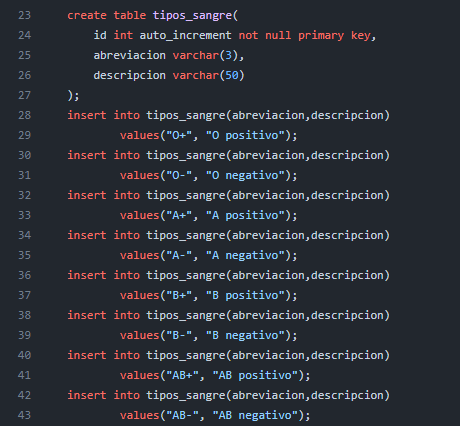 23 create table tipos_sangre(
24 id int auto_increment not null primary key,
25 abreviacion varchar(3),
26 descripcion varchar(50)
27 );
28 insert into tipos_sangre(abreviacion,descripcion)
29 values("O+", "O positivo");
30 insert into tipos_sangre(abreviacion,descripcion)
31 values("O-", "O negativo");
32 insert into tipos_sangre(abreviacion,descripcion)
33 values("A+", "A positivo");
34 insert into tipos_sangre(abreviacion,descripcion)
35 values("A-", "A negativo");
36 insert into tipos_sangre(abreviacion,descripcion)
37 values("B+", "B positivo");
38 insert into tipos_sangre(abreviacion,descripcion)
39 values("B-", "B negativo");
40 insert into tipos_sangre(abreviacion,descripcion)
41 values("AB+", "AB positivo");
42 insert into tipos_sangre(abreviacion,descripcion)
43 values("AB-", "AB negativo");